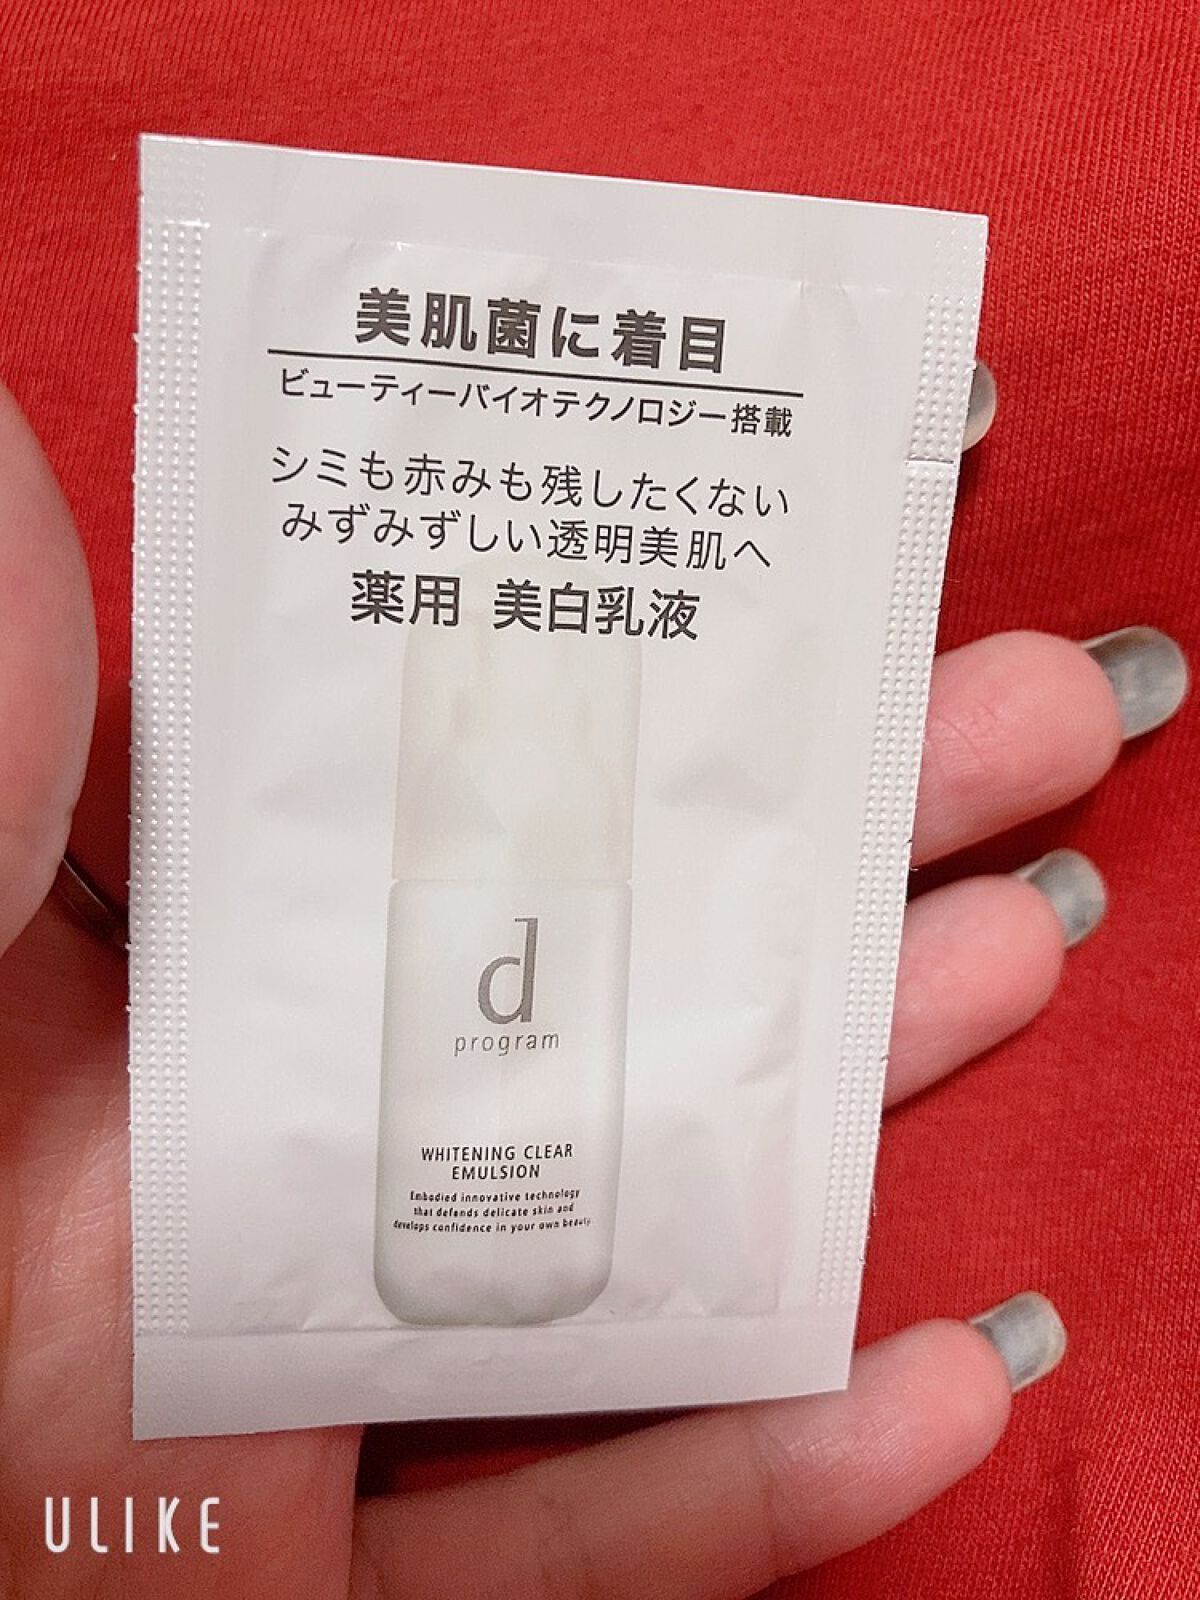 美肌菌に着目
ビューティーバイオテクノロジー搭載
シミも赤みも残したくない
みずみずしい透明美肌へ
薬用 美白乳液
d
program
WHITENING CLEAR
EMULSION
Embodied innovative technology
that defends delicate skin and
develops confidence in your own beauty.
ULIKE